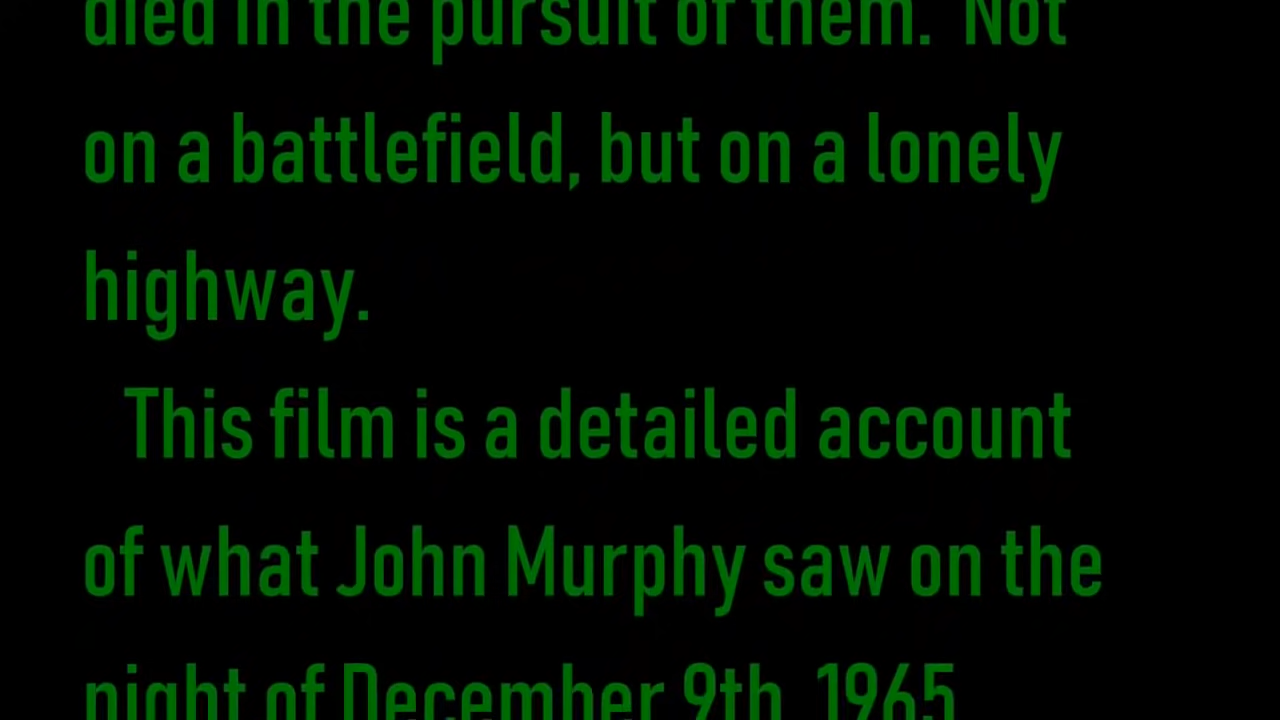 died in the pursuit of them.  Not
on a battlefield, but on a lonely
highway.
This film is a detailed account
of what John Murphy saw on the
night of December 9th, 1965